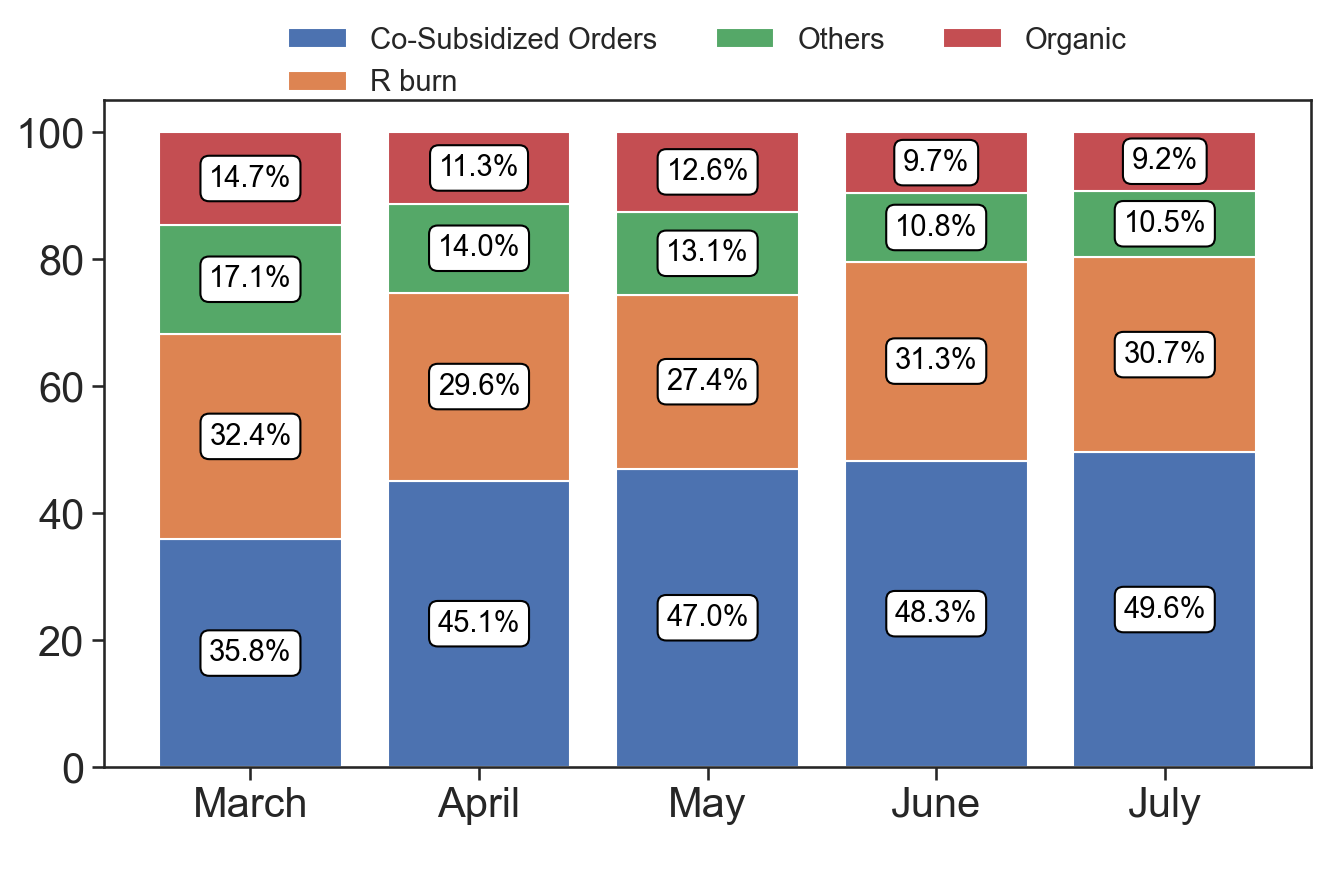 Co-Subsidized Orders Others Organic
R burn
100
14.7% 11.3% 12.6% 9.7% 9.2%
80
17.1% 14.0% 13.1% 10.8% 10.5%
60
32.4% 29.6% 27.4% 31.3% 30.7%
40
20
35.8% 45.1% 47.0% 48.3% 49.6%
0
March April May June July